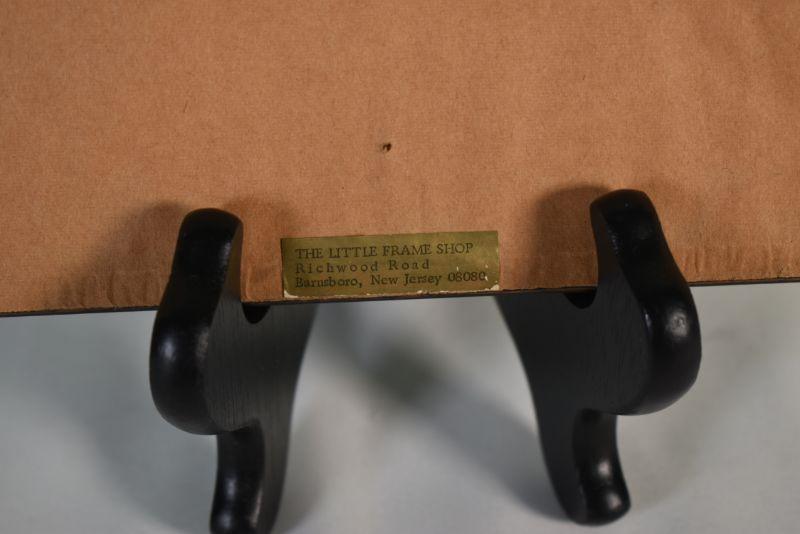 THE LITTLE FRAME SHOP
Richwood Road
Barnsboro, New Jersey 08080